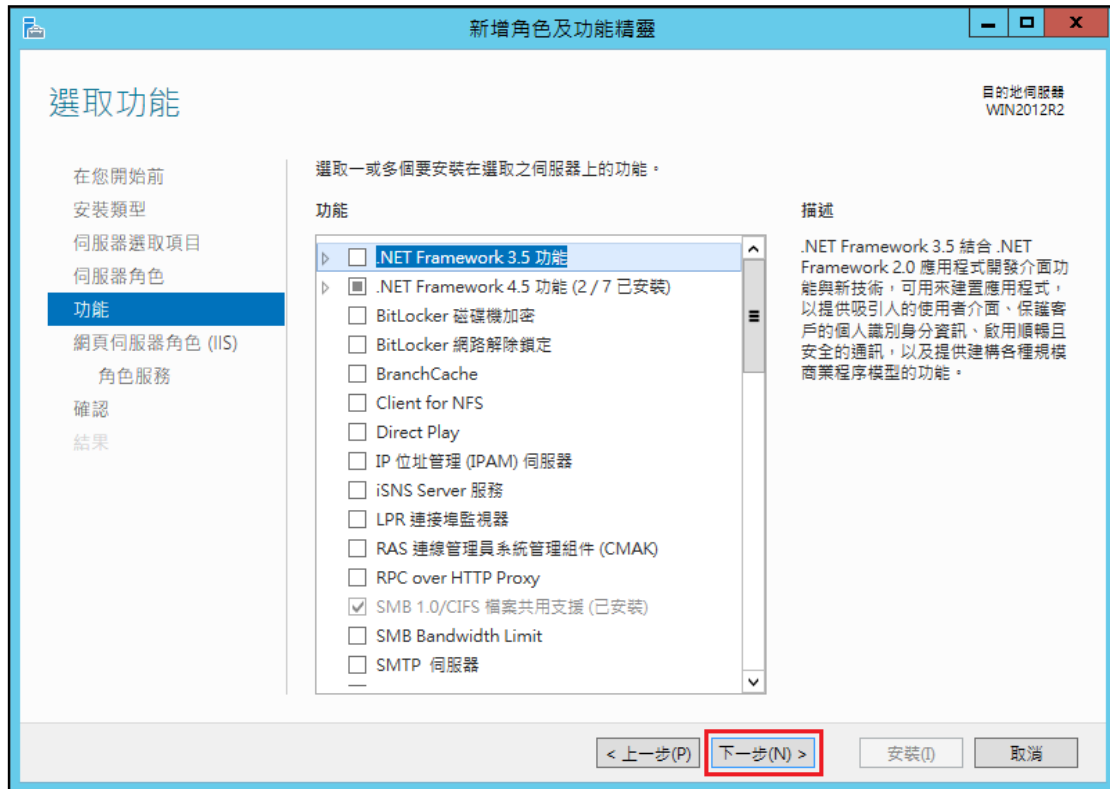 新增角色及功能精靈
選取功能
目的地伺服器
WIN2012R2
在您開始前
安裝類型
伺服器選取項目
伺服器角色
功能
網頁伺服器角色 (IIS)
角色服務
確認
結果
選取一或多個要安裝在選取之伺服器上的功能。
功能
.NET Framework 3.5 功能
.NET Framework 4.5 功能 (2 / 7 已安裝)
BitLocker 磁碟機加密
BitLocker 網路解除鎖定
BranchCache
Client for NFS
Direct Play
IP 位址管理 (IPAM) 伺服器
iSNS Server 服務
LPR 連接埠監視器
RAS 連線管理員系統管理組件 (CMAK)
RPC over HTTP Proxy
SMB 1.0/CIFS 檔案共用支援 (已安裝)
SMB Bandwidth Limit
SMTP 伺服器
描述
.NET Framework 3.5 結合 .NET
Framework 2.0 應用程式開發介面功
能與新技術，可用來建置應用程式，
以提供吸引人的使用者介面、保護客
戶的個人識別身分資訊、啟用順暢且
安全的通訊，以及提供建構各種規模
商業程序模型的功能。
< 上一步(P)
下一步(N) >
安裝(I)
取消